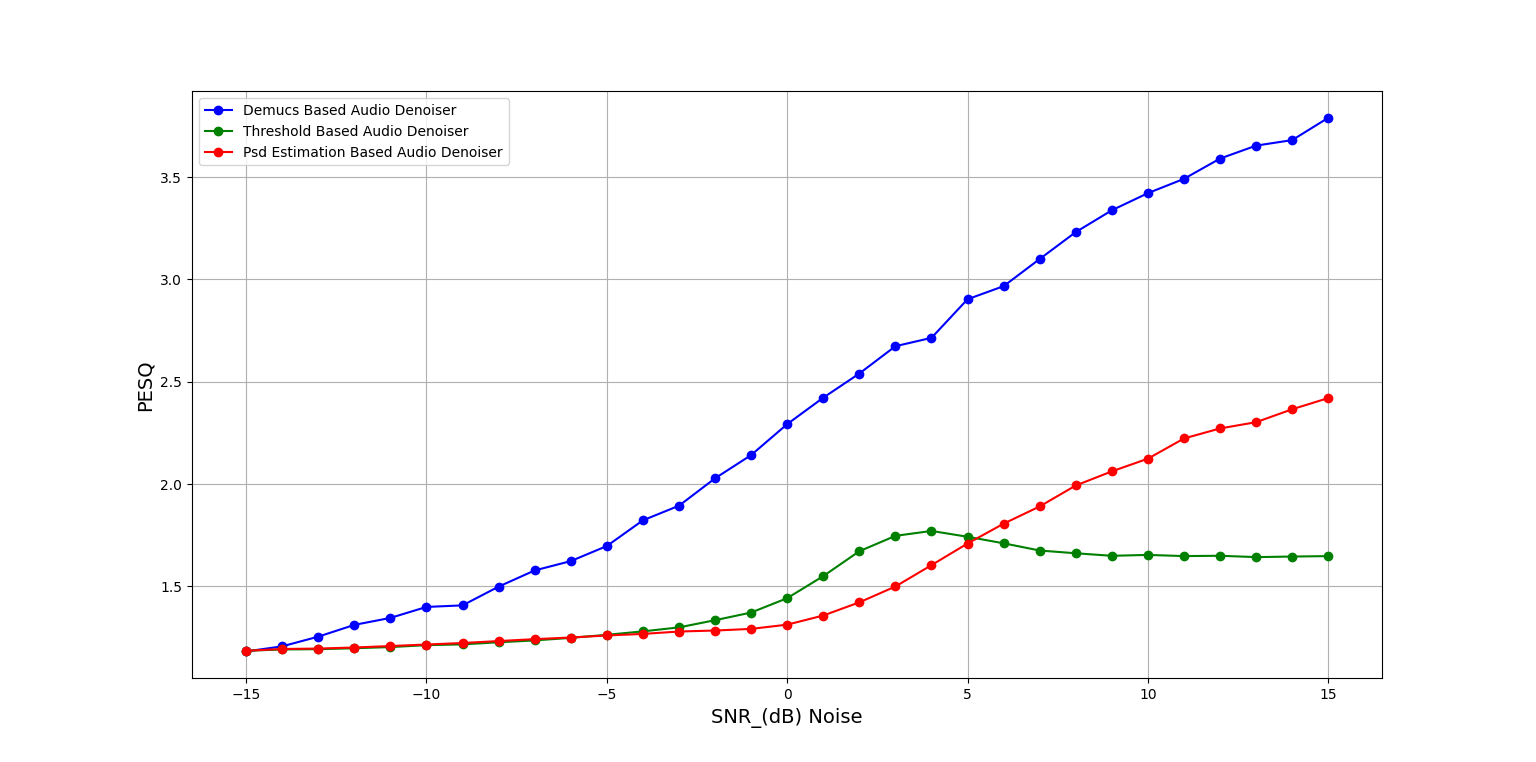 Demucs Based Audio Denoiser
Threshold Based Audio Denoiser
Psd Estimation Based Audio Denoiser
3.5
3.0
2.5
2.0
1.5
PESQ
−15
−10
−5
0
5
10
15
SNR_(dB) Noise